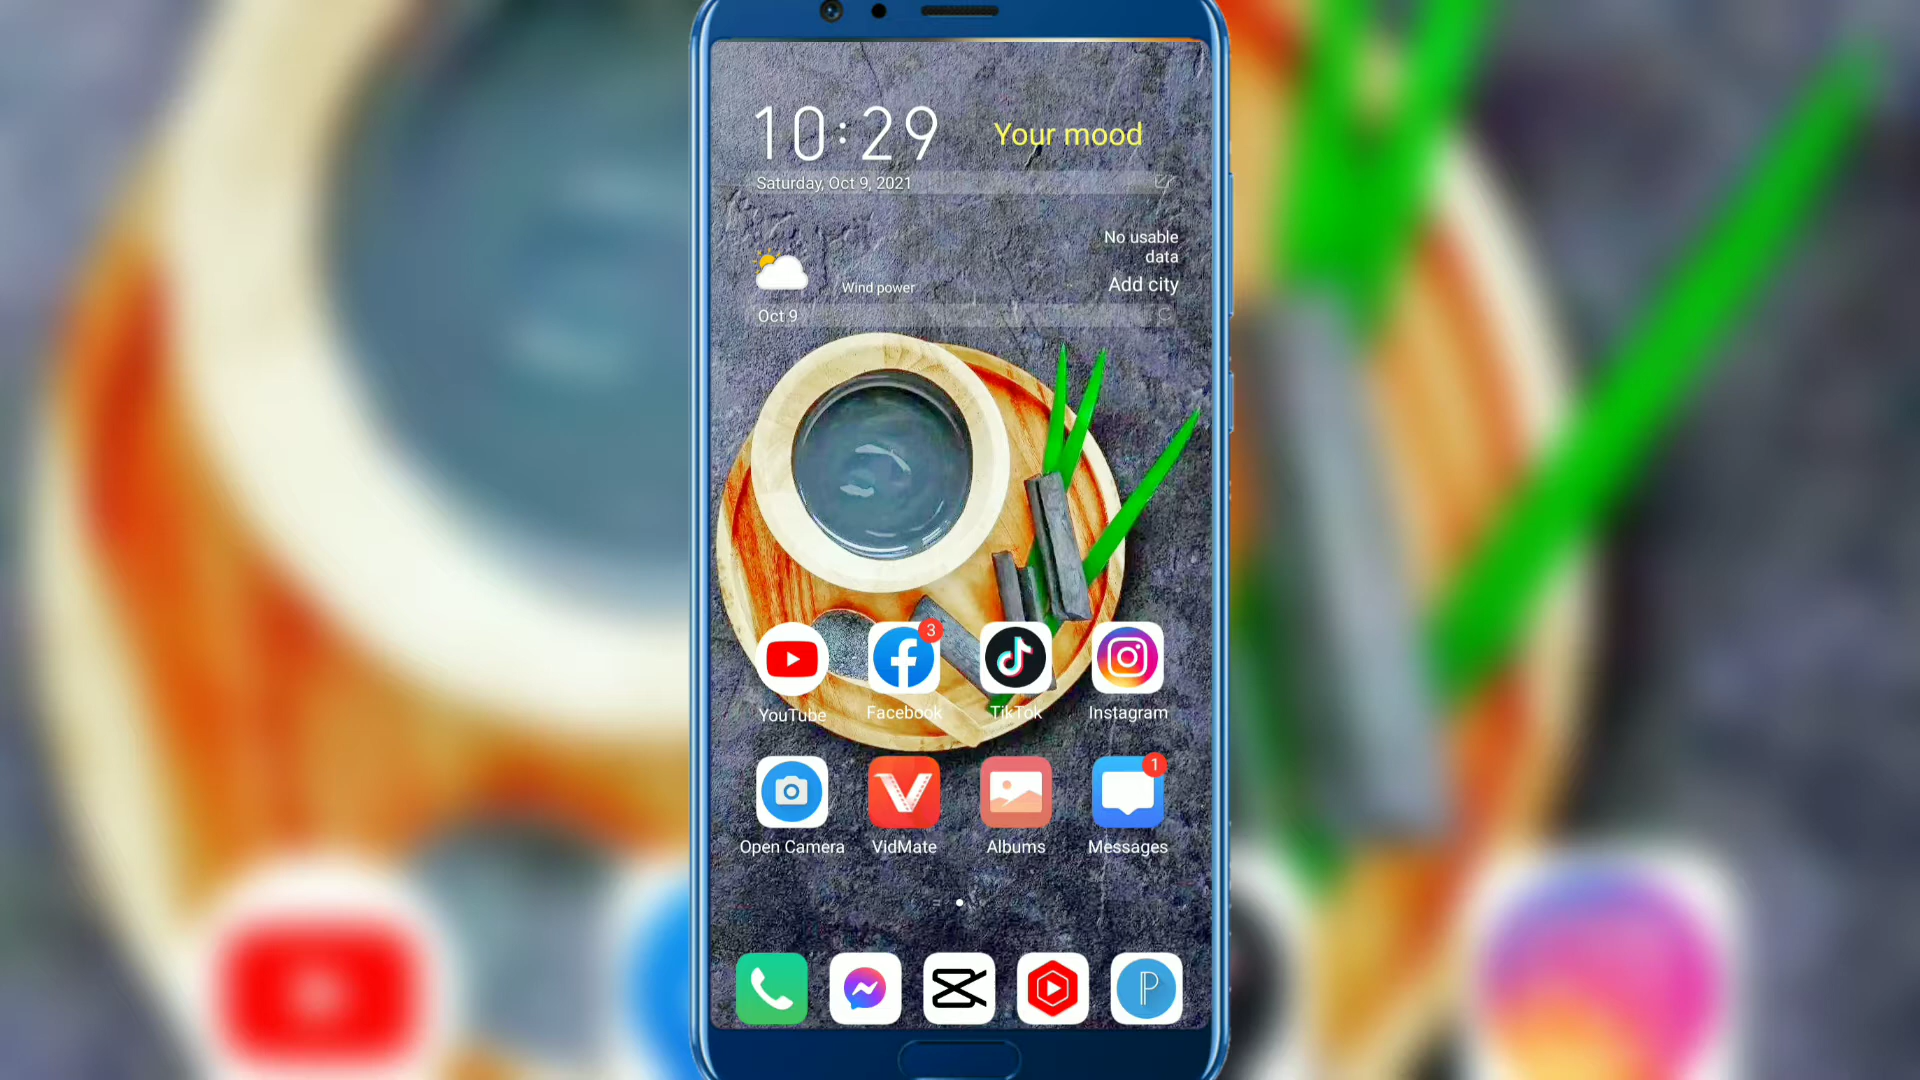 10:29
Your mood
Saturday, Oct 9, 2021
No usable
data
Add city
Wind power
Oct 9
3
YouTube
Facebook
TikTok
Instagram
1
Open Camera
VidMate
Albums
Messages